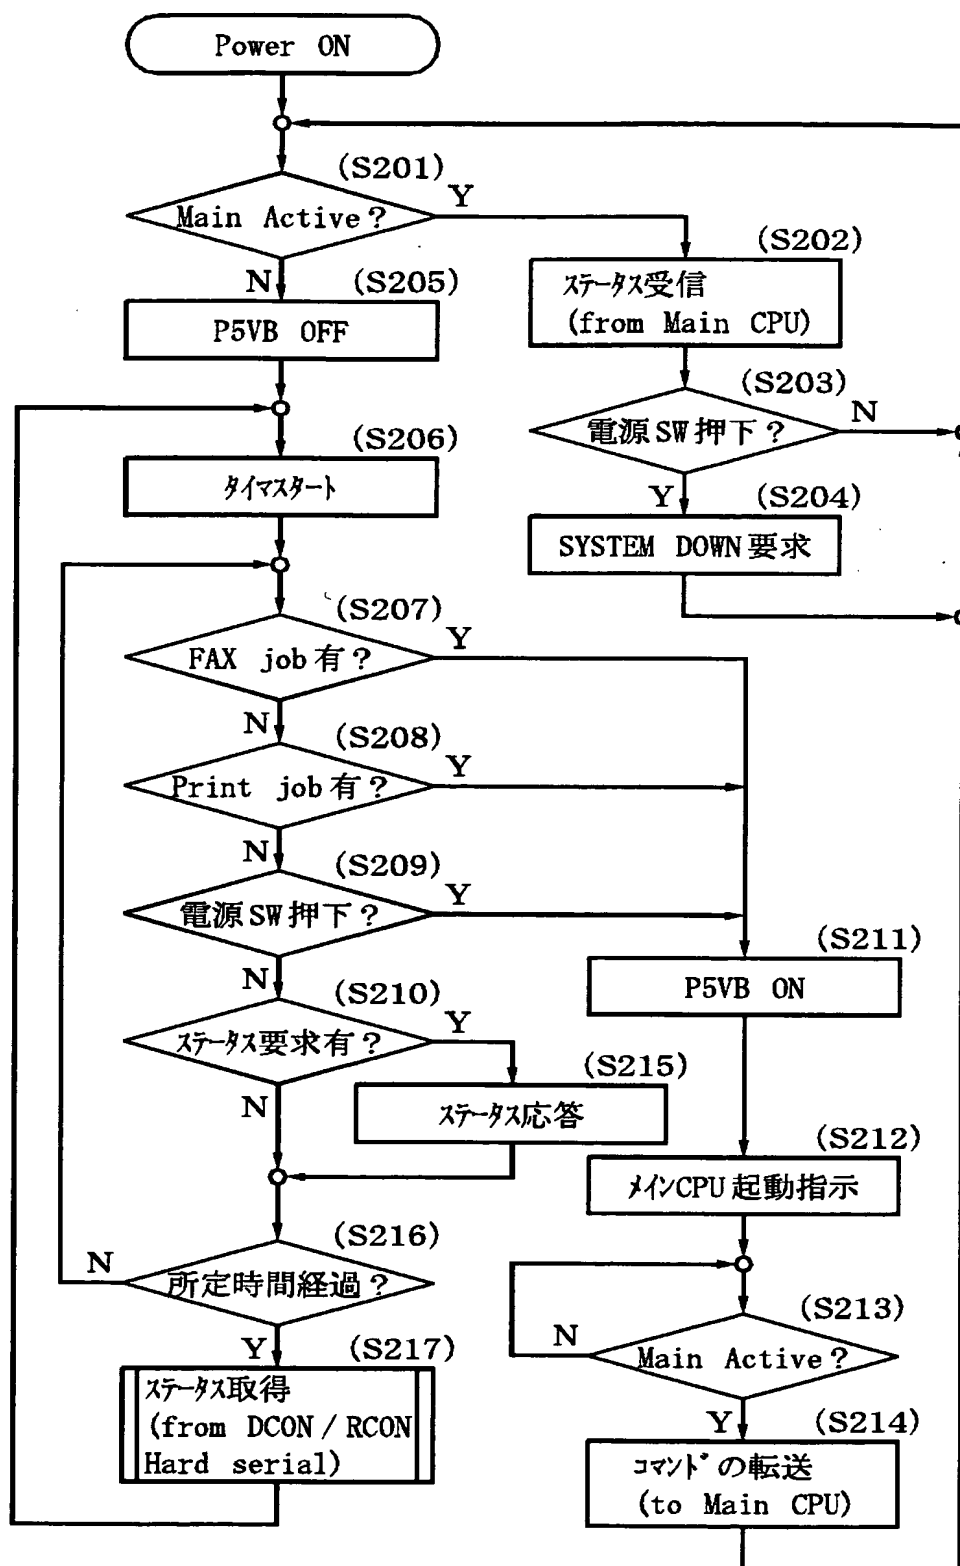 Power ON
(S201)
Main Active?
Y
N
(S202)
ステータス受信
(from Main CPU)
(S205)
P5VB OFF
(S203)
電源SW押下?
N
Y
(S206)
タイマスタート
(S204)
SYSTEM DOWN要求
(S207)
FAX job有?
Y
N
(S208)
Print job有?
Y
N
(S209)
電源SW押下?
Y
N
(S211)
P5VB ON
(S210)
ステータス要求有?
Y
N
(S215)
ステータス応答
(S212)
メインCPU起動指示
(S216)
所定時間経過?
N
Y
(S213)
Main Active?
N
Y
(S217)
ステータス取得
(from DCON/RCON
Hard serial)
(S214)
コマンドの転送
(to Main CPU)